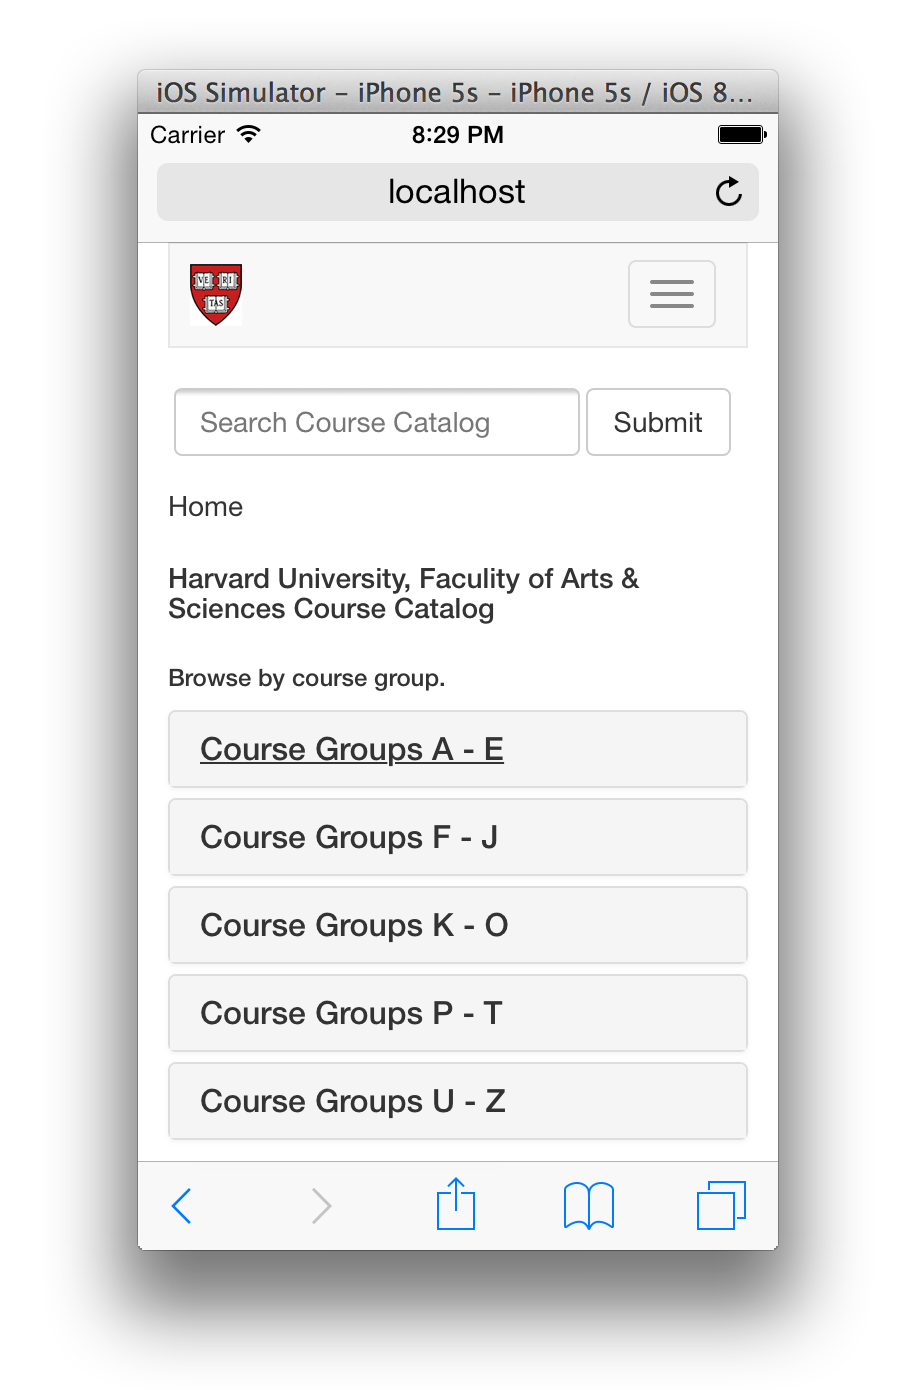 iOS Simulator – iPhone 5s – iPhone 5s / iOS 8...
Carrier 8:29 PM
localhost
VE RI
TAS
Search Course Catalog Submit
Home
Harvard University, Faculity of Arts &
Sciences Course Catalog
Browse by course group.
Course Groups A - E
Course Groups F - J
Course Groups K - O
Course Groups P - T
Course Groups U - Z